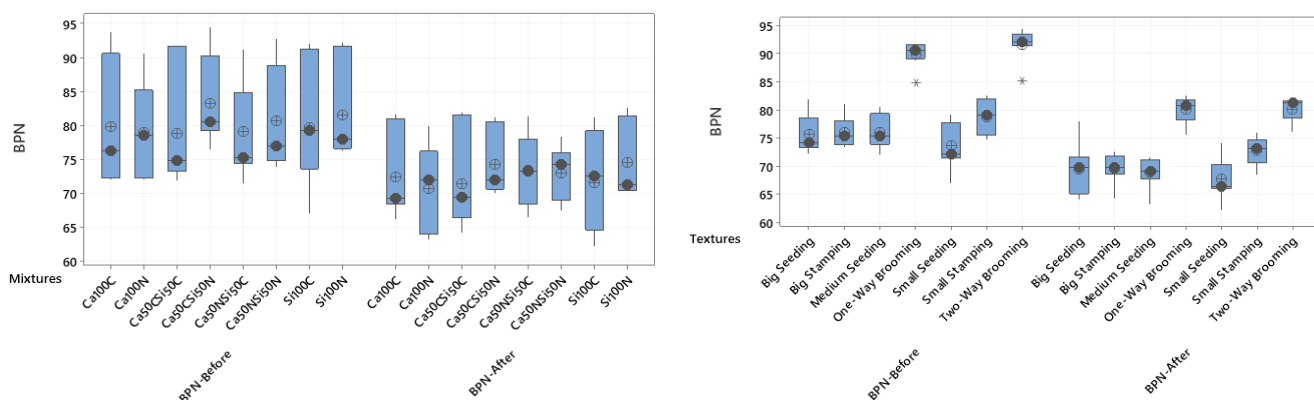 95
90
85
80
75
70
65
60
BPN
Mixtures
Ca100C
Ca100N
Ca50CSi50C
Ca50CSi50N
Ca50NSi50C
Ca50NSi50N
Si100C
Si100N
Ca100C
Ca100N
Ca50CSi50C
Ca50CSi50N
Ca50NSi50C
Ca50NSi50N
Si100C
Si100N
BPN-Before
BPN-After
95
90
85
80
75
70
65
60
BPN
Textures
Big Seeding
Big Stamping
Medium Seeding
One-Way Brooming
Small Seeding
Small Stamping
Two-Way Brooming
Big Seeding
Big Stamping
Medium Seeding
One-Way Brooming
Small Seeding
Small Stamping
Two-Way Brooming
BPN-Before
BPN-After